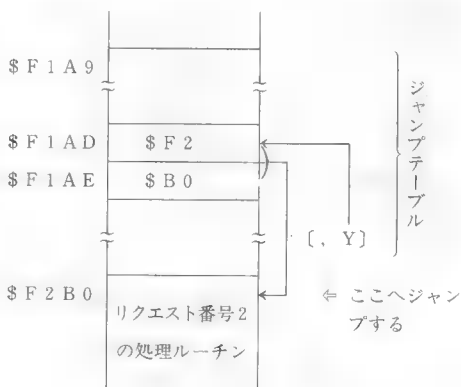 $F1A9
$F1AD $F2
$F1AE $B0
ジャンプテーブル
〔, Y〕
$F2B0
リクエスト番号2
の処理ルーチン
⇐ ここへジャン
プする